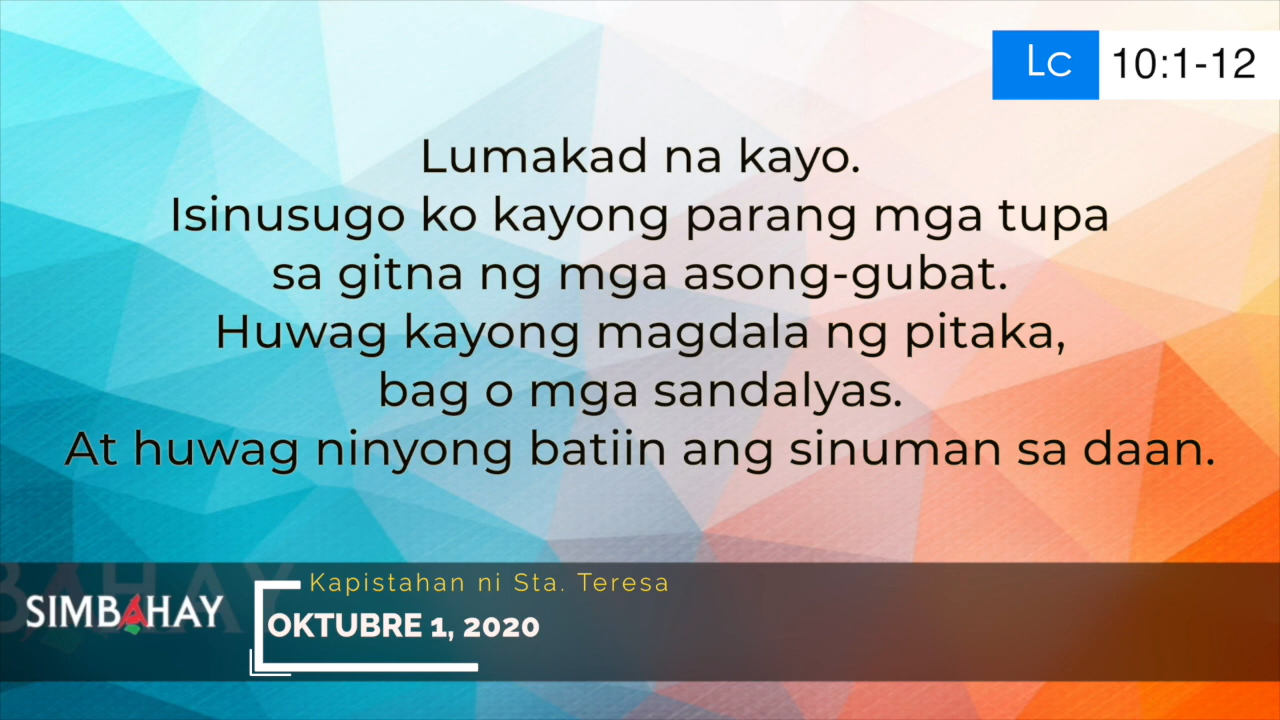 Lc 10:1-12
Lumakad na kayo.
Isinusugo ko kayong parang mga tupa
sa gitna ng mga asong-gubat.
Huwag kayong magdala ng pitaka,
bag o mga sandalyas.
At huwag ninyong batiin ang sinuman sa daan.
Kapistahan ni Sta. Teresa
SIMBAHAY
OKTUBRE 1, 2020